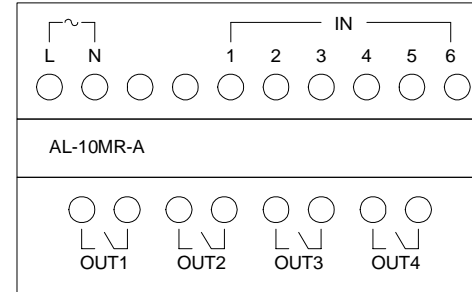 ~ IN
L N 1 2 3 4 5 6
AL-10MR-A
OUT1 OUT2 OUT3 OUT4